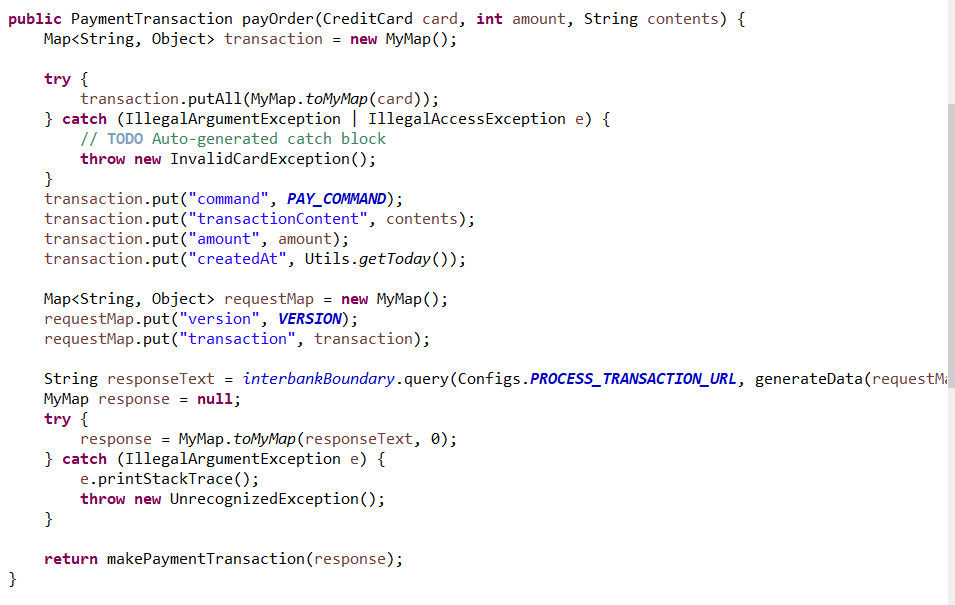 public PaymentTransaction payOrder(CreditCard card, int amount, String contents) {
    Map<String, Object> transaction = new MyMap();

    try {
        transaction.putAll(MyMap.toMyMap(card));
    } catch (IllegalArgumentException | IllegalAccessException e) {
        // TODO Auto-generated catch block
        throw new InvalidCardException();
    }
    transaction.put("command", PAY_COMMAND);
    transaction.put("transactionContent", contents);
    transaction.put("amount", amount);
    transaction.put("createdAt", Utils.getToday());

    Map<String, Object> requestMap = new MyMap();
    requestMap.put("version", VERSION);
    requestMap.put("transaction", transaction);

    String responseText = interbankBoundary.query(Configs.PROCESS_TRANSACTION_URL, generateData(requestMa
    MyMap response = null;
    try {
        response = MyMap.toMyMap(responseText, 0);
    } catch (IllegalArgumentException e) {
        e.printStackTrace();
        throw new UnrecognizedException();
    }

    return makePaymentTransaction(response);
}